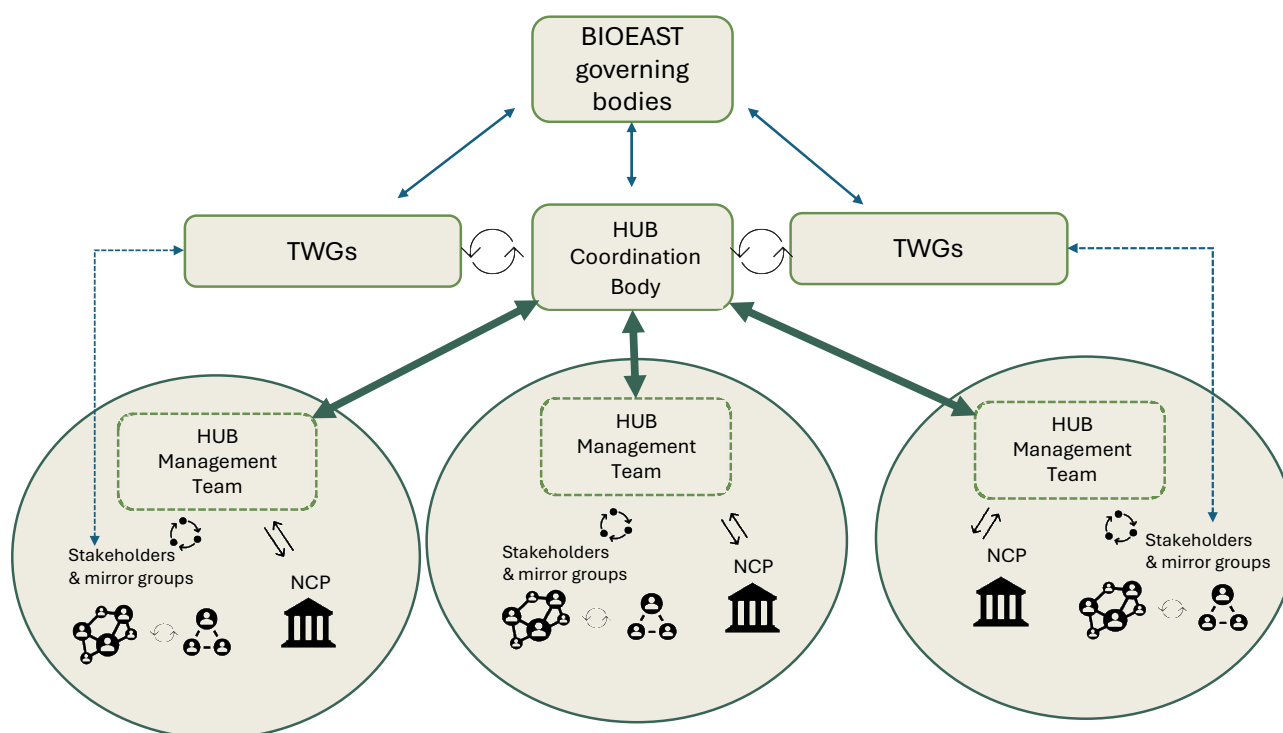 BIOEAST
governing
bodies
TWGs
HUB
Coordination
Body
TWGs
HUB
Management
Team
Stakeholders
& mirror groups
NCP
HUB
Management
Team
Stakeholders
& mirror groups
NCP
HUB
Management
Team
NCP
Stakeholders
& mirror groups